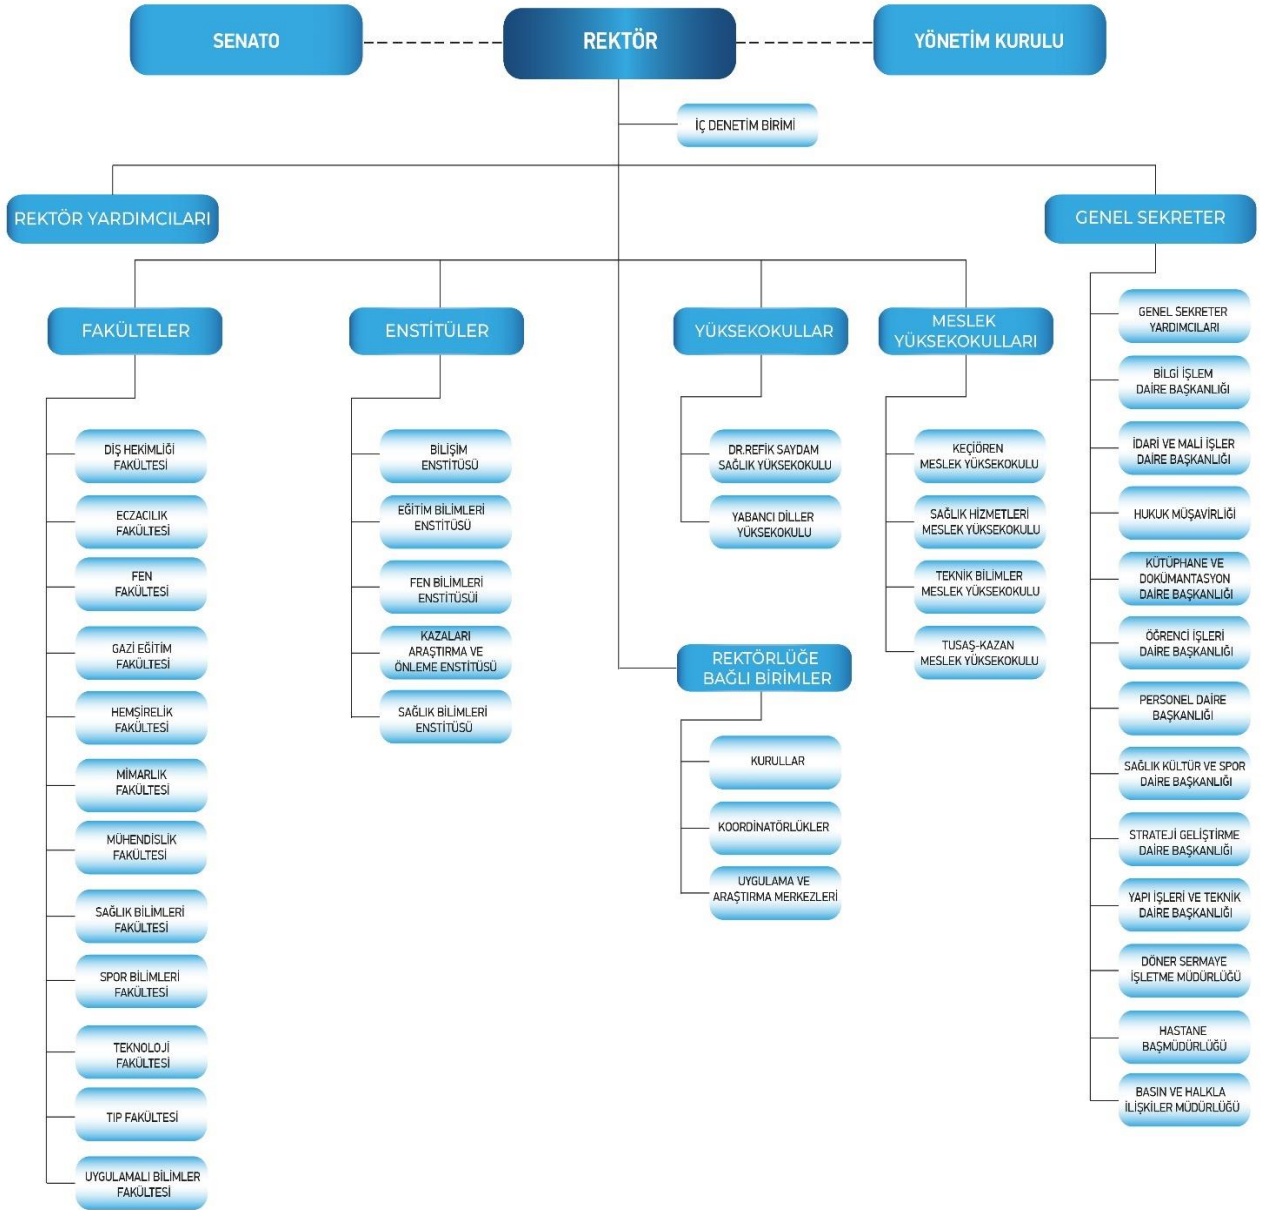 SENATO
REKTÖR
YÖNETİM KURULU
İÇ DENETİM BİRİMİ
REKTÖR YARDIMCILARI
GENEL SEKRETER
FAKÜLTELER
DİŞ HEKİMLİĞİ
FAKÜLTESİ
ECZACILIK
FAKÜLTESİ
FEN
FAKÜLTESİ
GAZİ EĞİTİM
FAKÜLTESİ
HEMŞİRELİK
FAKÜLTESİ
MİMARLIK
FAKÜLTESİ
MÜHENDİSLİK
FAKÜLTESİ
SAĞLIK BİLİMLERİ
FAKÜLTESİ
SPOR BİLİMLERİ
FAKÜLTESİ
TEKNOLOJİ
FAKÜLTESİ
TIP FAKÜLTESİ
UYGULAMALI BİLİMLER
FAKÜLTESİ
ENSTİTÜLER
BİLİŞİM
ENSTİTÜSÜ
EĞİTİM BİLİMLERİ
ENSTİTÜSÜ
FEN BİLİMLERİ
ENSTİTÜSÜİ
KAZALARI
ARAŞTIRMA VE
ÖNLEME ENSTİTÜSÜ
SAĞLIK BİLİMLERİ
ENSTİTÜSÜ
YÜKSEKOKULLAR
DR.REFİK SAYDAM
SAĞLIK YÜKSEKOKULU
YABANCI DİLLER
YÜKSEKOKULU
MESLEK
YÜKSEKOKULLARI
KEÇİÖREN
MESLEK YÜKSEKOKULU
SAĞLIK HİZMETLERİ
MESLEK YÜKSEKOKULU
TEKNİK BİLİMLER
MESLEK YÜKSEKOKULU
TUSAŞ-KAZAN
MESLEK YÜKSEKOKULU
REKTÖRLÜĞE
BAĞLI BİRİMLER
KURULLAR
KOORDİNATÖRLÜKLER
UYGULAMA VE
ARAŞTIRMA MERKEZLERİ
GENEL SEKRETER
YARDIMCILARI
BİLGİ İŞLEM
DAİRE BAŞKANLIĞI
İDARİ VE MALİ İŞLER
DAİRE BAŞKANLIĞI
HUKUK MÜŞAVİRLİĞİ
KÜTÜPHANE VE
DOKÜMANTASYON
DAİRE BAŞKANLIĞI
ÖĞRENCİ İŞLERİ
DAİRE BAŞKANLIĞI
PERSONEL DAİRE
BAŞKANLIĞI
SAĞLIK KÜLTÜR VE SPOR
DAİRE BAŞKANLIĞI
STRATEJİ GELİŞTİRME
DAİRE BAŞKANLIĞI
YAPI İŞLERİ VE TEKNİK
DAİRE BAŞKANLIĞI
DÖNER SERMAYE
İŞLETME MÜDÜRLÜĞÜ
HASTANE
BAŞMÜDÜRLÜĞÜ
BASIN VE HALKLA
İLİŞKİLER MÜDÜRLÜĞÜ